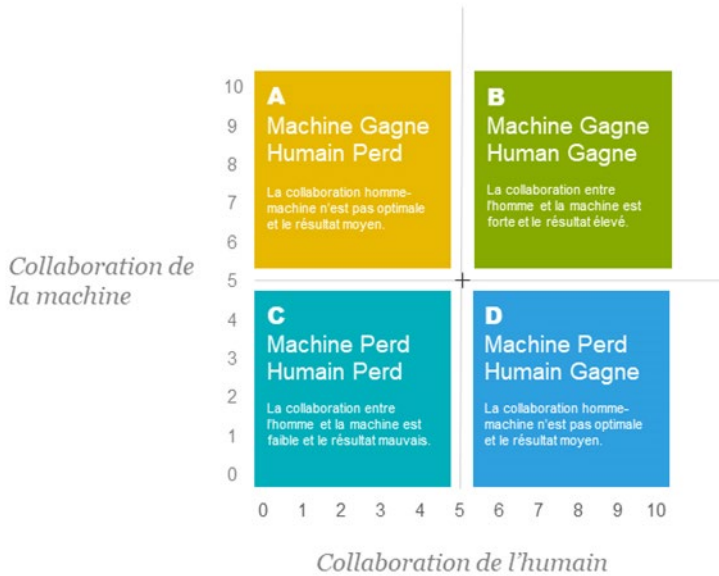 10
9
8
7
6
5
4
3
2
1
0
Collaboration de
la machine
A
Machine Gagne
Humain Perd
La collaboration homme-
machine n'est pas optimale
et le résultat moyen.
B
Machine Gagne
Human Gagne
La collaboration entre
l'homme et la machine est
forte et le résultat élevé.
C
Machine Perd
Humain Perd
La collaboration entre
l'homme et la machine est
faible et le résultat mauvais.
D
Machine Perd
Humain Gagne
La collaboration homme-
machine n'est pas optimale
et le résultat moyen.
0 1 2 3 4 5 6 7 8 9 10
Collaboration de l'humain